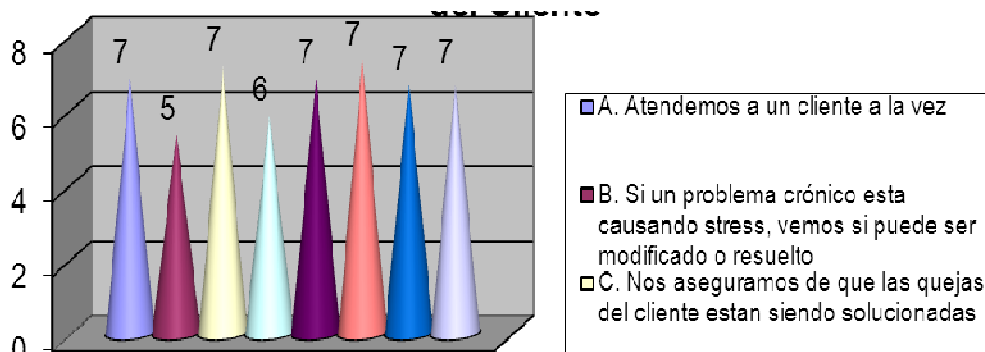 del Cliente
8
6
4
2
0
7
5
7
6
7
7
7
7
A. Atendemos a un cliente a la vez
B. Si un problema crónico esta
causando stress, vemos si puede ser
modificado o resuelto
C. Nos aseguramos de que las quejas
del cliente estan siendo solucionadas